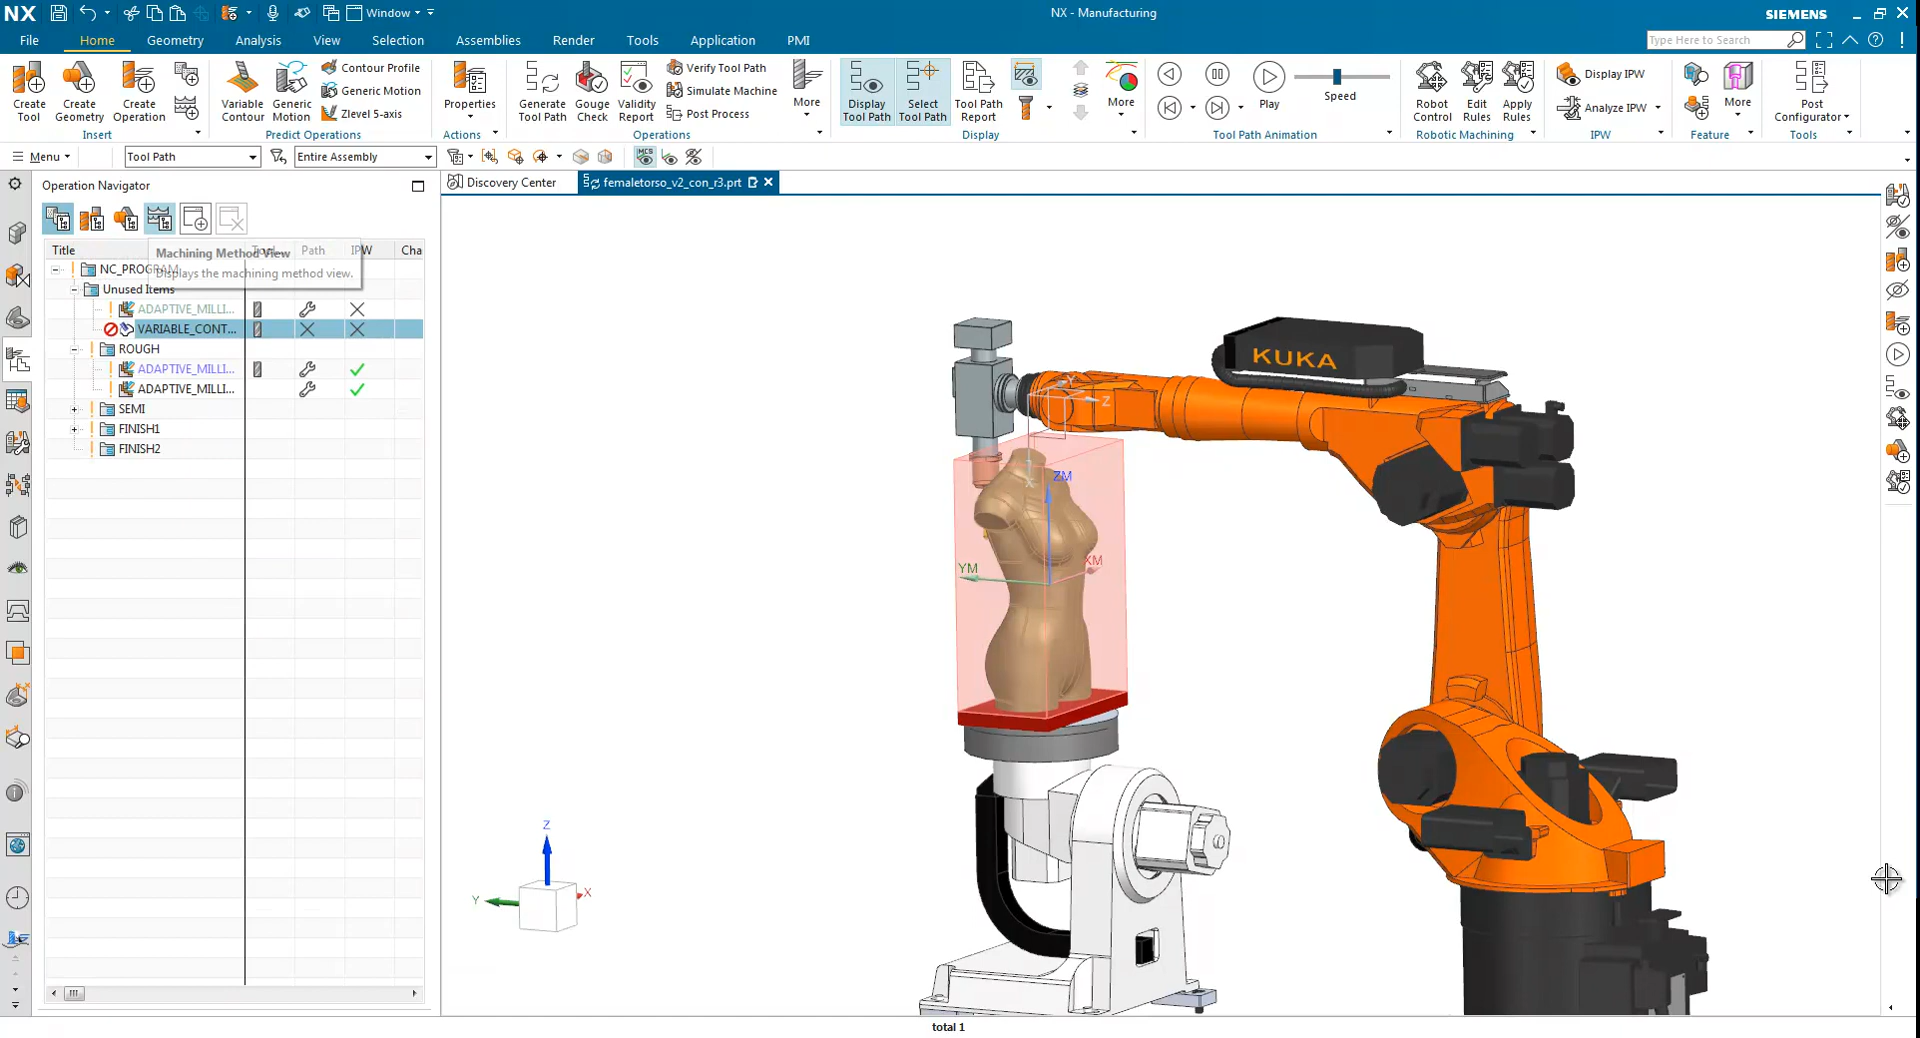 NX
Window
NX - Manufacturing
SIEMENS
File
Home
Geometry
Analysis
View
Selection
Assemblies
Render
Tools
Application
PMI
Type Here to Search
Create Tool
Create Geometry
Create Operation
Insert
Variable Contour
Generic Motion
Contour Profile
Generic Motion
Zlevel 5-axis
Predict Operations
Properties
Actions
Generate Tool Path
Gouge Check
Validity Report
Verify Tool Path
Simulate Machine
Post Process
More
Operations
Display Tool Path
Select Tool Path
Tool Path Report
More
Display
Play
Speed
Tool Path Animation
Robot Control
Edit Rules
Apply Rules
Robotic Machining
Display IPW
Analyze IPW
IPW
More
Feature
Post Configurator
Tools
Menu
Tool Path
Entire Assembly
MCS
Operation Navigator
Discovery Center
femaletorso_v2_con_r3.prt
Title
Path
IPW
Cha
Machining Method View
Displays the machining method view.
NC_PROGRAM
Unused Items
ADAPTIVE_MILLI...
VARIABLE_CONT...
ROUGH
ADAPTIVE_MILLI...
ADAPTIVE_MILLI...
SEMI
FINISH1
FINISH2
KUKA
Y
Z
X
ZM
XM
YM
Z
Y
X
total 1